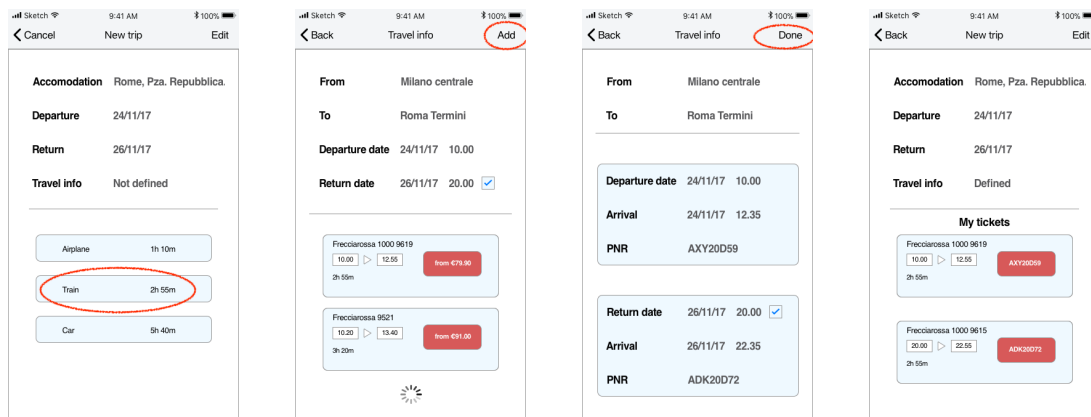 Sketch 9:41 AM 100%
Cancel New trip Edit
Accomodation Rome, Pza. Repubblica.
Departure 24/11/17
Return 26/11/17
Travel info Not defined
Airplane 1h 10m
Train 2h 55m
Car 5h 40m
Sketch 9:41 AM 100%
Back Travel info Add
From Milano centrale
To Roma Termini
Departure date 24/11/17 10.00
Return date 26/11/17 20.00
Frecciarossa 1000 9619
10.00 12.55 from €79.90
2h 55m
Frecciarossa 9521
10.20 13.40 from €91.00
3h 20m
Sketch 9:41 AM 100%
Back Travel info Done
From Milano centrale
To Roma Termini
Departure date 24/11/17 10.00
Arrival 24/11/17 12.35
PNR AXY20D59
Return date 26/11/17 20.00
Arrival 26/11/17 22.35
PNR ADK20D72
Sketch 9:41 AM 100%
Back New trip Edit
Accomodation Rome, Pza. Repubblica.
Departure 24/11/17
Return 26/11/17
Travel info Defined
My tickets
Frecciarossa 1000 9619
10.00 12.55 AXY20D59
2h 55m
Frecciarossa 1000 9615
20.00 22.55 ADK20D72
2h 55m